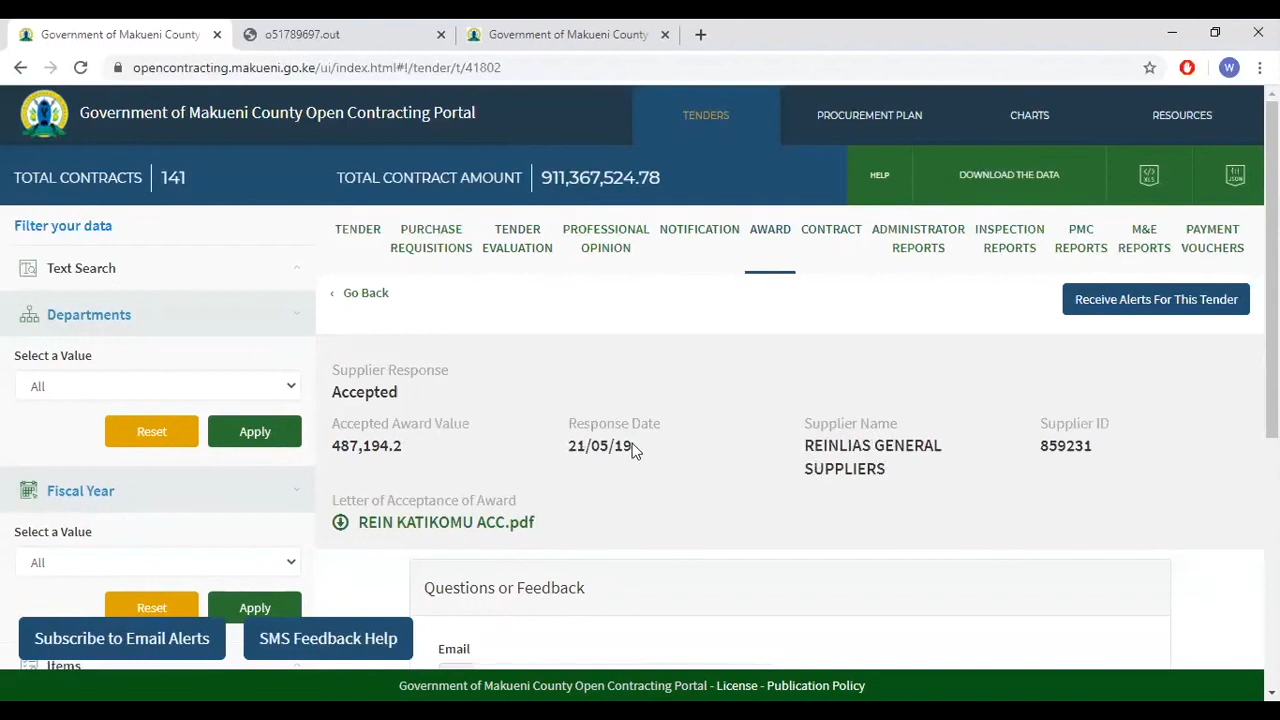 Government of Makueni County
o51789697.out
Government of Makueni County
opencontracting.makueni.go.ke/ui/index.html#!/tender/t/41802
W
Government of Makueni County Open Contracting Portal
TENDERS
PROCUREMENT PLAN
CHARTS
RESOURCES
TOTAL CONTRACTS 141
TOTAL CONTRACT AMOUNT 911,367,524.78
HELP
DOWNLOAD THE DATA
XLS
JSON
Filter your data
Text Search
Departments
Select a Value
All
Reset
Apply
Fiscal Year
Select a Value
All
Reset
Apply
Subscribe to Email Alerts
SMS Feedback Help
Items
TENDER
PURCHASE
REQUISITIONS
TENDER
EVALUATION
PROFESSIONAL
OPINION
NOTIFICATION
AWARD
CONTRACT
ADMINISTRATOR
REPORTS
INSPECTION
REPORTS
PMC
REPORTS
M&E
REPORTS
PAYMENT
VOUCHERS
‹ Go Back
Receive Alerts For This Tender
Supplier Response
Accepted
Accepted Award Value
487,194.2
Response Date
21/05/19
Supplier Name
REINLIAS GENERAL
SUPPLIERS
Supplier ID
859231
Letter of Acceptance of Award
REIN KATIKOMU ACC.pdf
Questions or Feedback
Email
Government of Makueni County Open Contracting Portal - License - Publication Policy